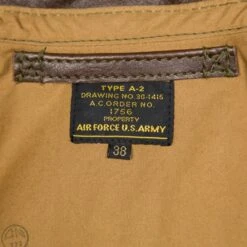 TYPE A-2
DRAWING NO. 30-1415
A.C. ORDER NO.
1756
PROPERTY
AIR FORCE U.S. ARMY
38